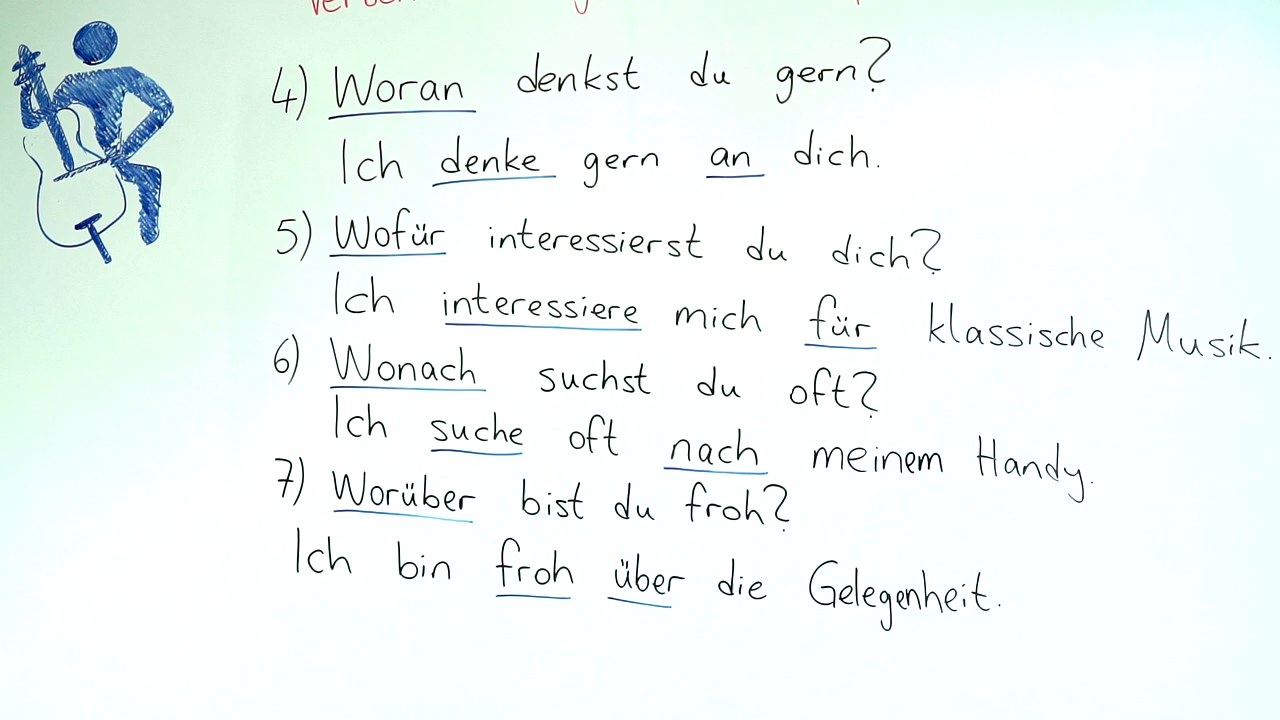 4) Woran denkst du gern?
Ich denke gern an dich.
5) Wofür interessierst du dich?
Ich interessiere mich für klassische Musik.
6) Wonach suchst du oft?
Ich suche oft nach meinem Handy.
7) Worüber bist du froh?
Ich bin froh über die Gelegenheit.